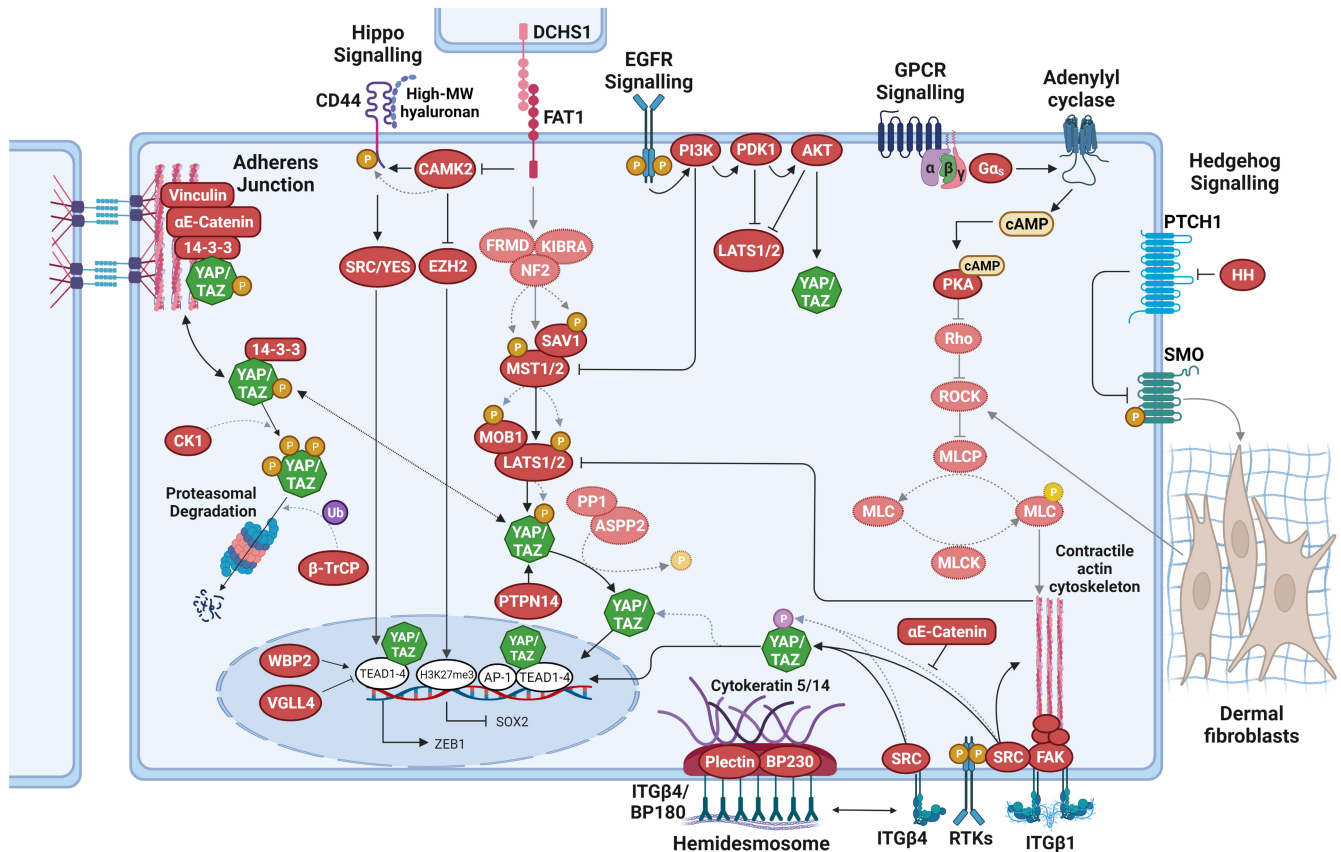 Hippo
Signalling
DCHS1
CD44
High-MW
hyaluronan
FAT1
EGFR
Signalling
GPCR
Signalling
Adenylyl
cyclase
Adherens
Junction
P
CAMK2
P
P
PI3K
PDK1
AKT
α
β
γ
Gαs
Hedgehog
Signalling
Vinculin
αE-Catenin
14-3-3
YAP/
TAZ
P
SRC/YES
EZH2
FRMD
KIBRA
NF2
LATS1/2
YAP/
TAZ
cAMP
cAMP
PKA
PTCH1
HH
Rho
SAV1
P
P
MST1/2
SMO
P
14-3-3
YAP/
TAZ
P
ROCK
CK1
P
P
P
YAP/
TAZ
P
MOB1
P
LATS1/2
MLCP
Proteasomal
Degradation
Ub
β-TrCP
P
YAP/
TAZ
PP1
ASPP2
P
MLC
P
MLC
MLCK
Contractile
actin
cytoskeleton
PTPN14
YAP/
TAZ
P
YAP/
TAZ
αE-Catenin
WBP2
VGLL4
YAP/
TAZ
TEAD1-4
H3K27me3
YAP/
TAZ
AP-1
TEAD1-4
SOX2
ZEB1
Cytokeratin 5/14
Plectin
BP230
SRC
P
P
SRC
FAK
Dermal
fibroblasts
ITGβ4/
BP180
Hemidesmosome
ITGβ4
RTKs
ITGβ1